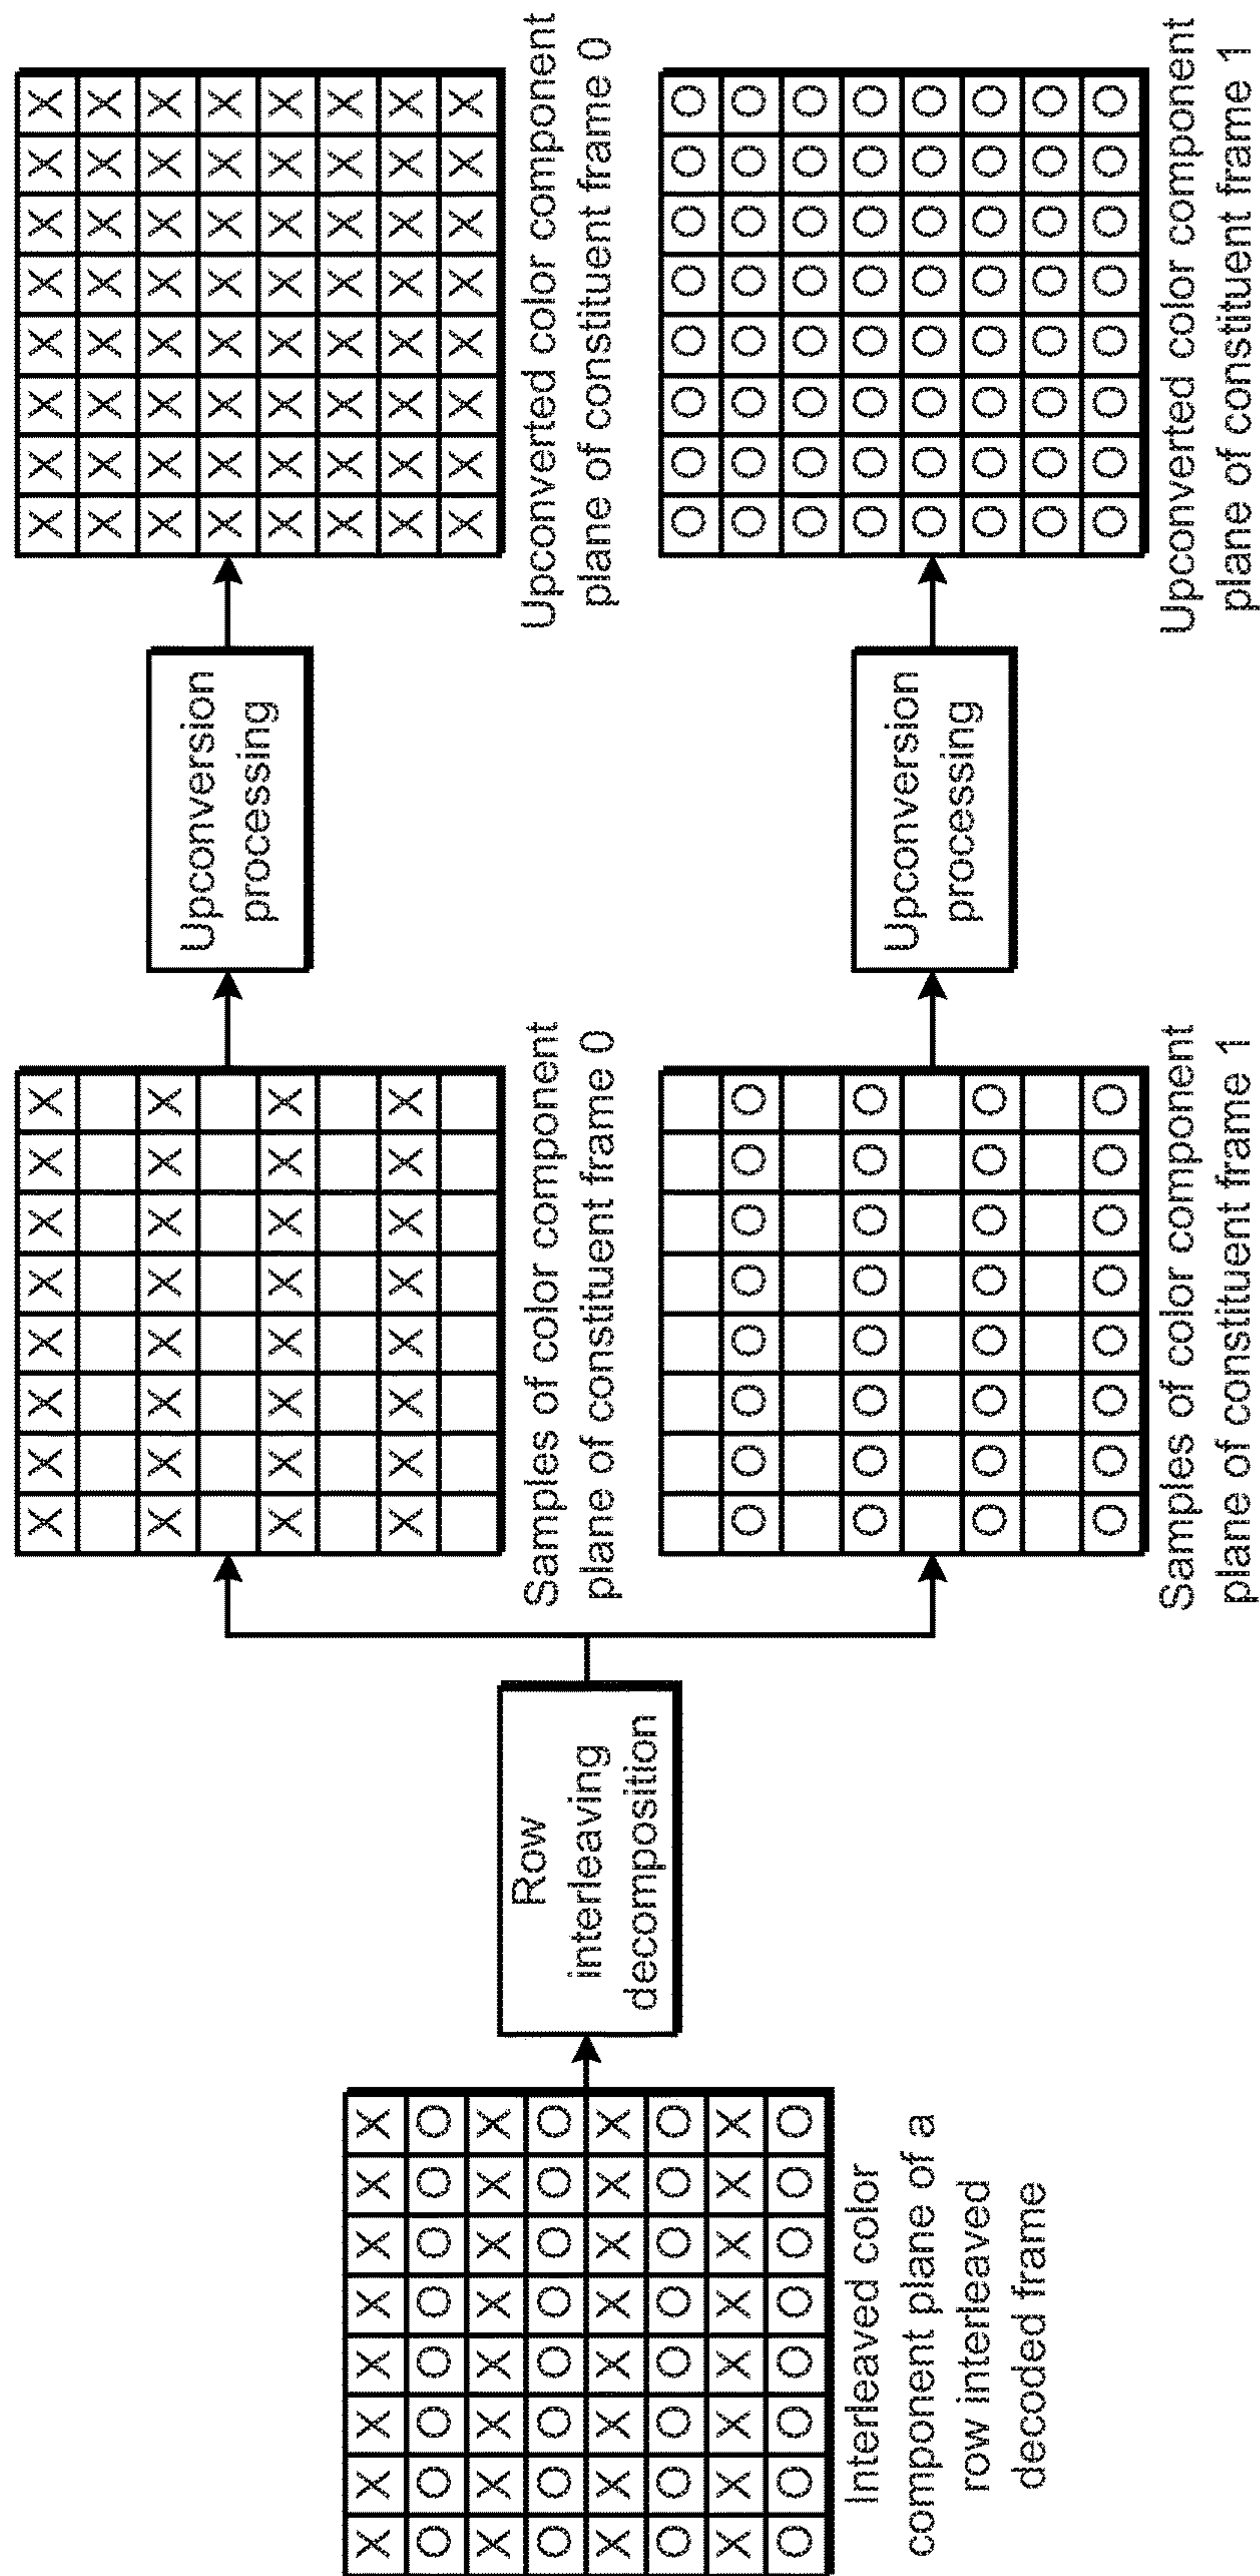 X X X X X X X X
O O O O O O O O
X X X X X X X X
O O O O O O O O
X X X X X X X X
O O O O O O O O
X X X X X X X X
O O O O O O O O
Interleaved color
component plane of a
row interleaved
decoded frame
Row
interleaving
decomposition
X X X X X X X X
X X X X X X X X
X X X X X X X X
X X X X X X X X
Samples of color component
plane of constituent frame 0
Upconversion
processing
X X X X X X X X
X X X X X X X X
X X X X X X X X
X X X X X X X X
X X X X X X X X
X X X X X X X X
X X X X X X X X
X X X X X X X X
Upconverted color component
plane of constituent frame 0
O O O O O O O O
O O O O O O O O
O O O O O O O O
O O O O O O O O
Samples of color component
plane of constituent frame 1
Upconversion
processing
O O O O O O O O
O O O O O O O O
O O O O O O O O
O O O O O O O O
O O O O O O O O
O O O O O O O O
O O O O O O O O
O O O O O O O O
Upconverted color component
plane of constituent frame 1